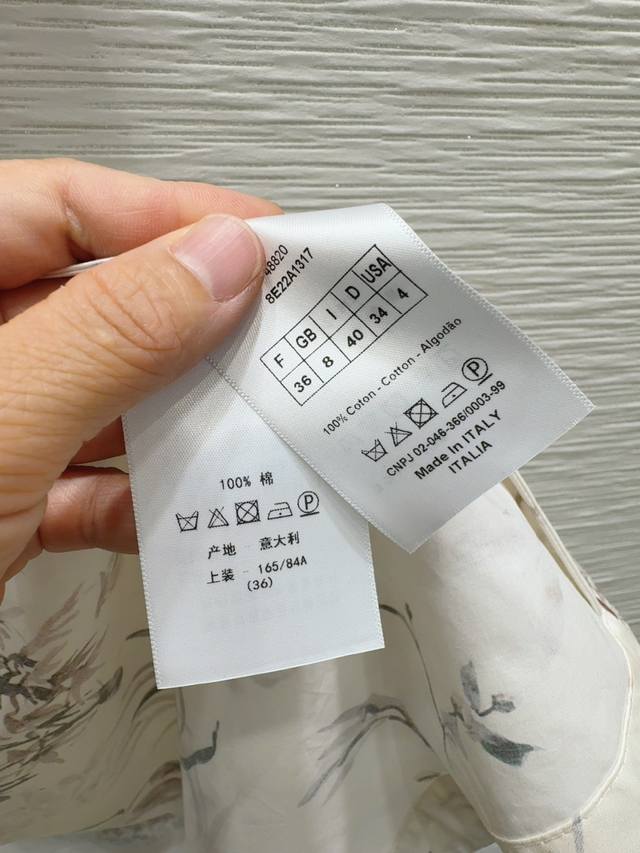 48820
8E22A1317
F GB I D USA
36 8 40 34 4
100% Coton - Cotton - Algodão
P
CNPJ 02-046-366/0003-99
Made In ITALY
ITALIA
100% 棉
P
产地 - 意大利
上装 - 165/84A
(36)